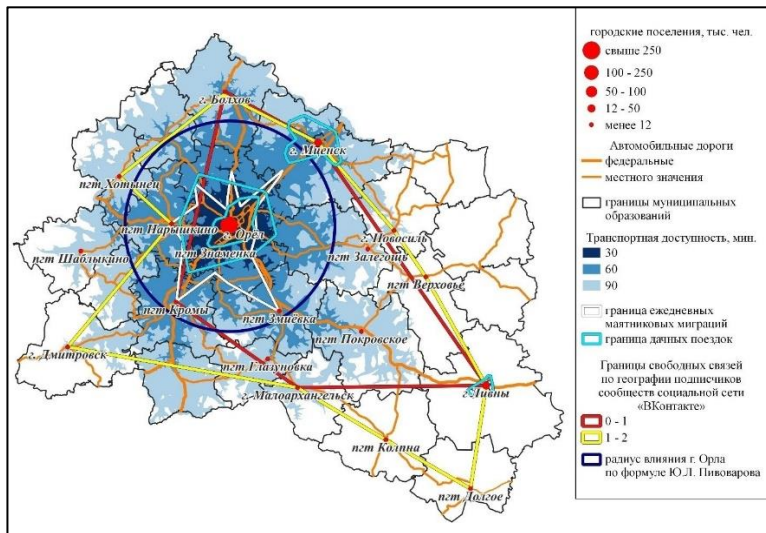 г. Болхов
г. Мценск
пгт Хотынец
пгт Нарышкино
г. Орёл
г. Новосиль
пгт Шаблыкино
пгт Знаменка
пгт Залегощь
пгт Верховье
пгт Кромы
пгт Змиёвка
пгт Покровское
г. Дмитровск
пгт Глазуновка
г. Малоархангельск
г. Ливны
пгт Колпна
пгт Долгое
городские поселения, тыс. чел.
свыше 250
100 - 250
50 - 100
12 - 50
менее 12
Автомобильные дороги
федеральные
местного значения
границы муниципальных
образований
Транспортная доступность, мин.
30
60
90
граница ежедневных
маятниковых миграций
граница дачных поездок
Границы свободных связей
по географии подписчиков
сообществ социальной сети
«ВКонтакте»
0 - 1
1 - 2
радиус влияния г. Орла
по формуле Ю.Л. Пивоварова